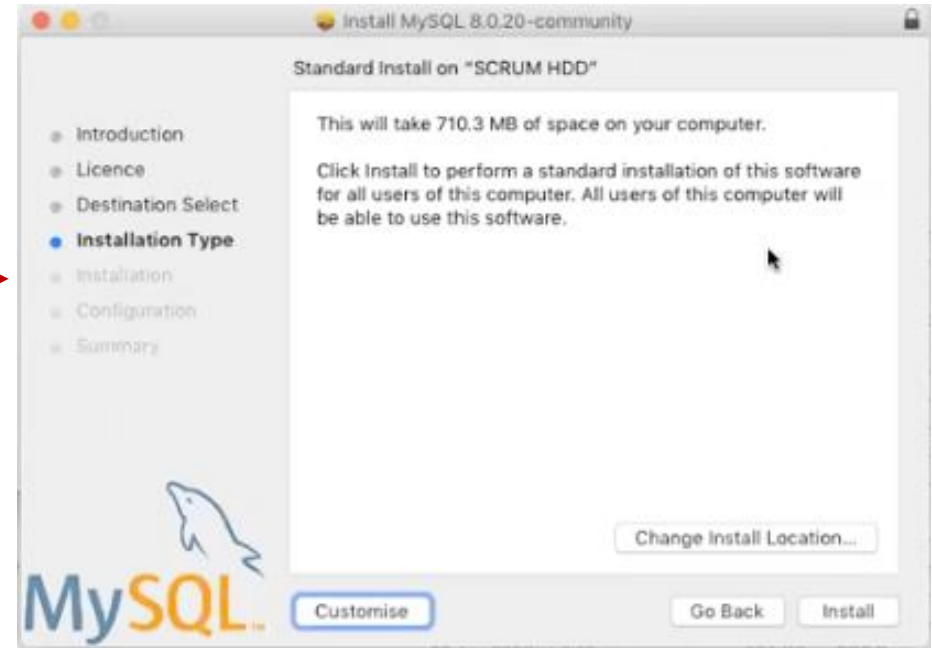 Install MySQL 8.0.20-community
Standard Install on "SCRUM HDD"
Introduction
Licence
Destination Select
Installation Type
Installation
Configuration
Summary
This will take 710.3 MB of space on your computer.
Click Install to perform a standard installation of this software
for all users of this computer. All users of this computer will
be able to use this software.
Change Install Location...
MySQL
Customise
Go Back
Install